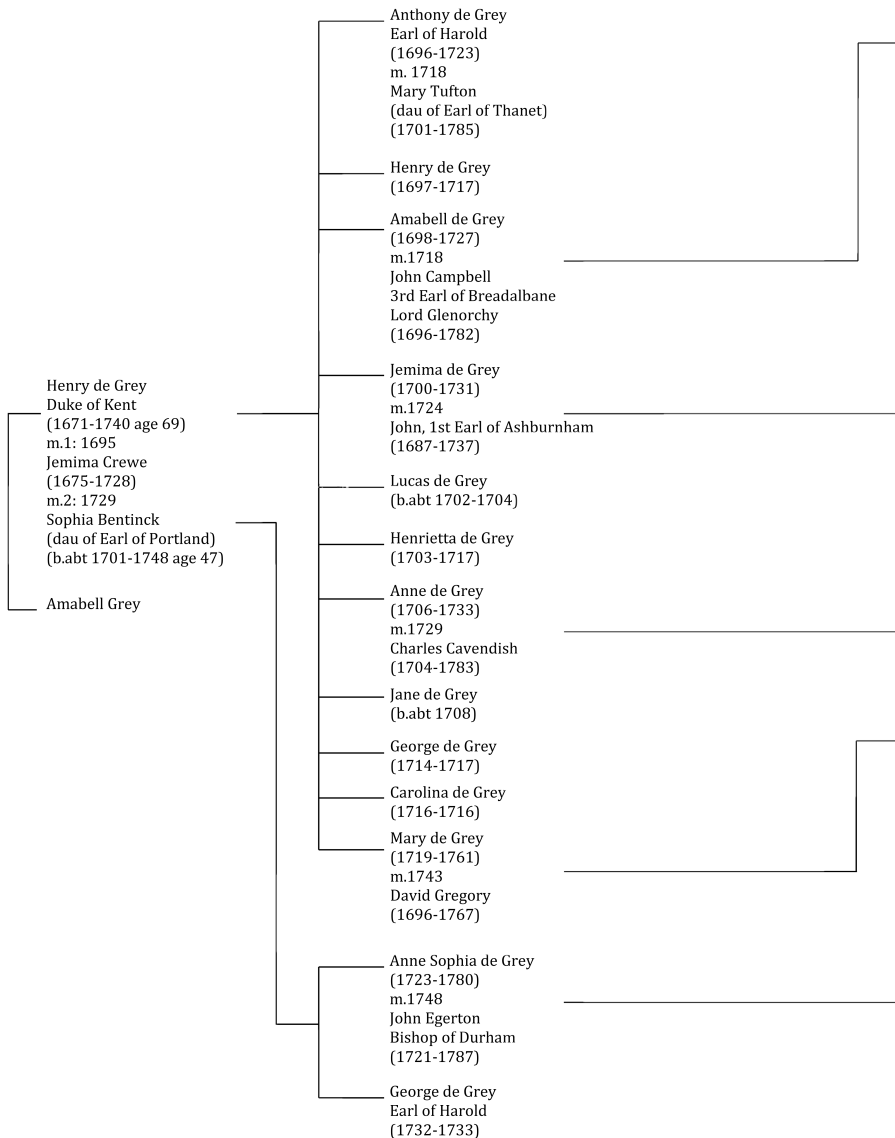 Henry de Grey
Duke of Kent
(1671-1740 age 69)
m.1: 1695
Jemima Crewe
(1675-1728)
m.2: 1729
Sophia Bentinck
(dau of Earl of Portland)
(b.abt 1701-1748 age 47)
Amabell Grey
Anthony de Grey
Earl of Harold
(1696-1723)
m. 1718
Mary Tufton
(dau of Earl of Thanet)
(1701-1785)
Henry de Grey
(1697-1717)
Amabell de Grey
(1698-1727)
m.1718
John Campbell
3rd Earl of Breadalbane
Lord Glenorchy
(1696-1782)
Jemima de Grey
(1700-1731)
m.1724
John, 1st Earl of Ashburnham
(1687-1737)
Lucas de Grey
(b.abt 1702-1704)
Henrietta de Grey
(1703-1717)
Anne de Grey
(1706-1733)
m.1729
Charles Cavendish
(1704-1783)
Jane de Grey
(b.abt 1708)
George de Grey
(1714-1717)
Carolina de Grey
(1716-1716)
Mary de Grey
(1719-1761)
m.1743
David Gregory
(1696-1767)
Anne Sophia de Grey
(1723-1780)
m.1748
John Egerton
Bishop of Durham
(1721-1787)
George de Grey
Earl of Harold
(1732-1733)